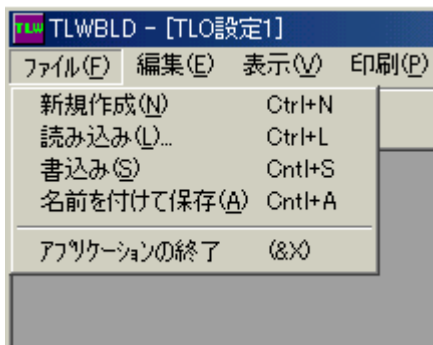 TLW TLWBLD - [TLO設定1]
ファイル(F) 編集(E) 表示(V) 印刷(P)
新規作成(N) Ctrl+N
読み込み(L)... Ctrl+L
書込み(S) Cntl+S
名前を付けて保存(A) Cntl+A
アプリケーションの終了 (&X)